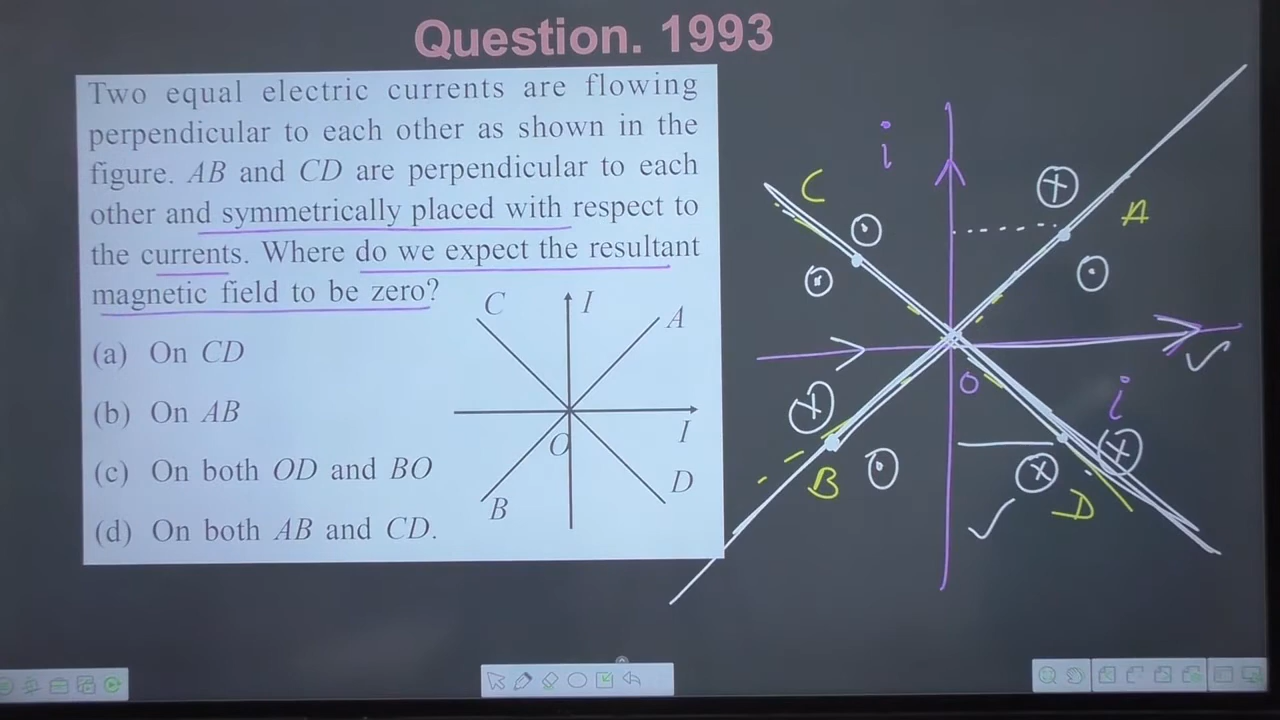 Question. 1993
Two equal electric currents are flowing
perpendicular to each other as shown in the
figure. AB and CD are perpendicular to each
other and symmetrically placed with respect to
the currents. Where do we expect the resultant
magnetic field to be zero?
(a) On CD
(b) On AB
(c) On both OD and BO
(d) On both AB and CD.
C
I
A
O
I
B
D
i
C
A
O
i
B
D